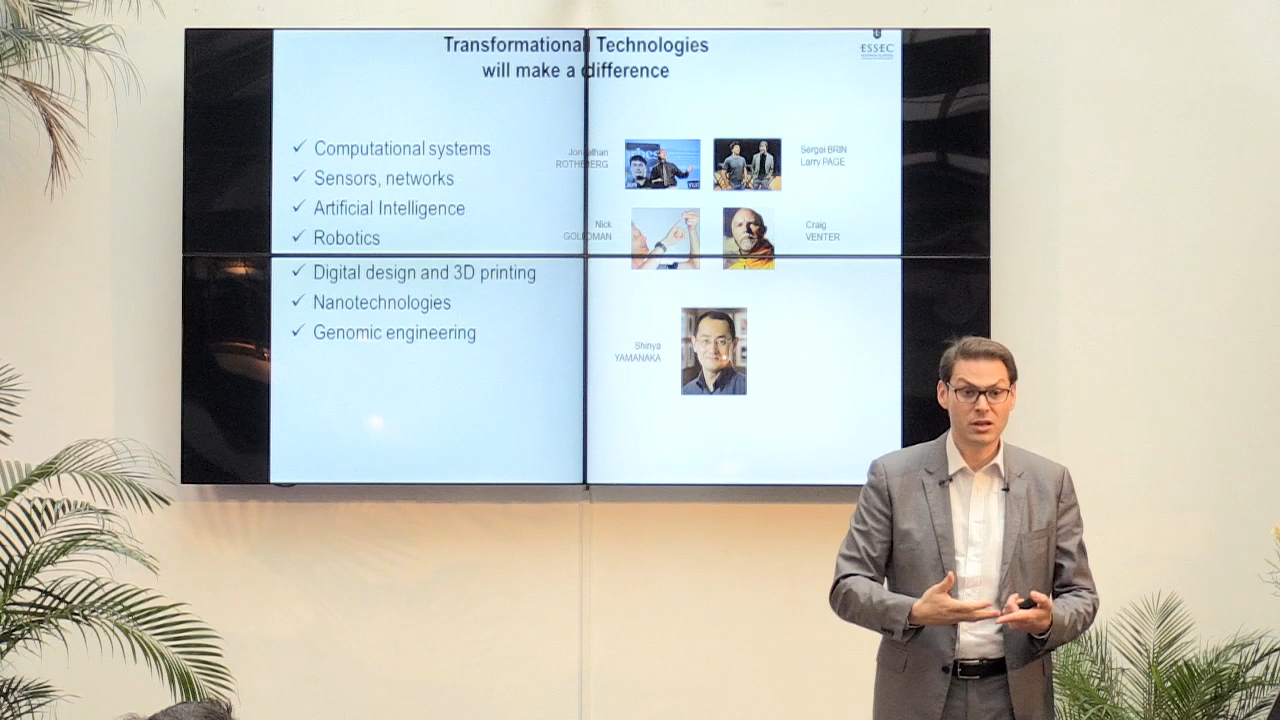 Transformational Technologies
will make a difference
ESSEC
Computational systems
Sensors, networks
Artificial Intelligence
Robotics
Digital design and 3D printing
Nanotechnologies
Genomic engineering
Jonathan
ROTHBERG
Sergei BRIN
Larry PAGE
Nick
GOLDMAN
Craig
VENTER
Shinya
YAMANAKA